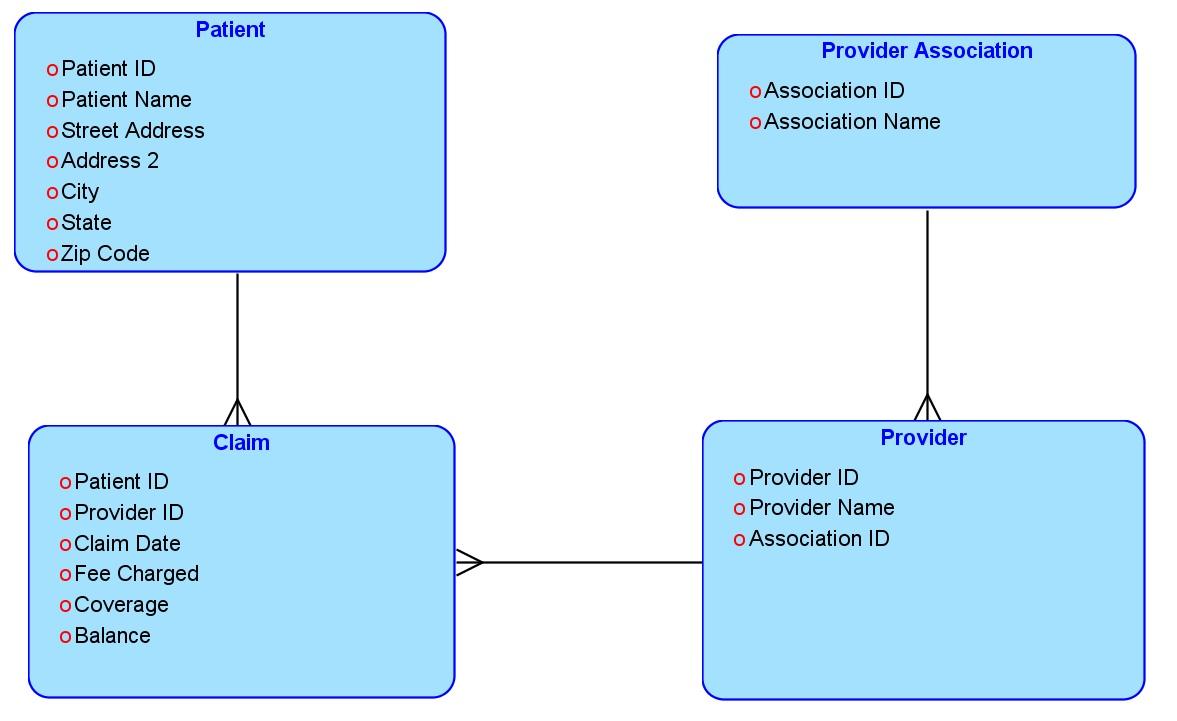 Patient
Patient ID
Patient Name
Street Address
Address 2
City
State
Zip Code
Provider Association
Association ID
Association Name
Claim
Patient ID
Provider ID
Claim Date
Fee Charged
Coverage
Balance
Provider
Provider ID
Provider Name
Association ID